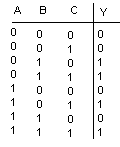 A B C Y
0 0 0 0
0 0 1 0
0 1 0 0
0 1 1 1
1 0 0 0
1 0 1 1
1 1 0 0
1 1 1 1